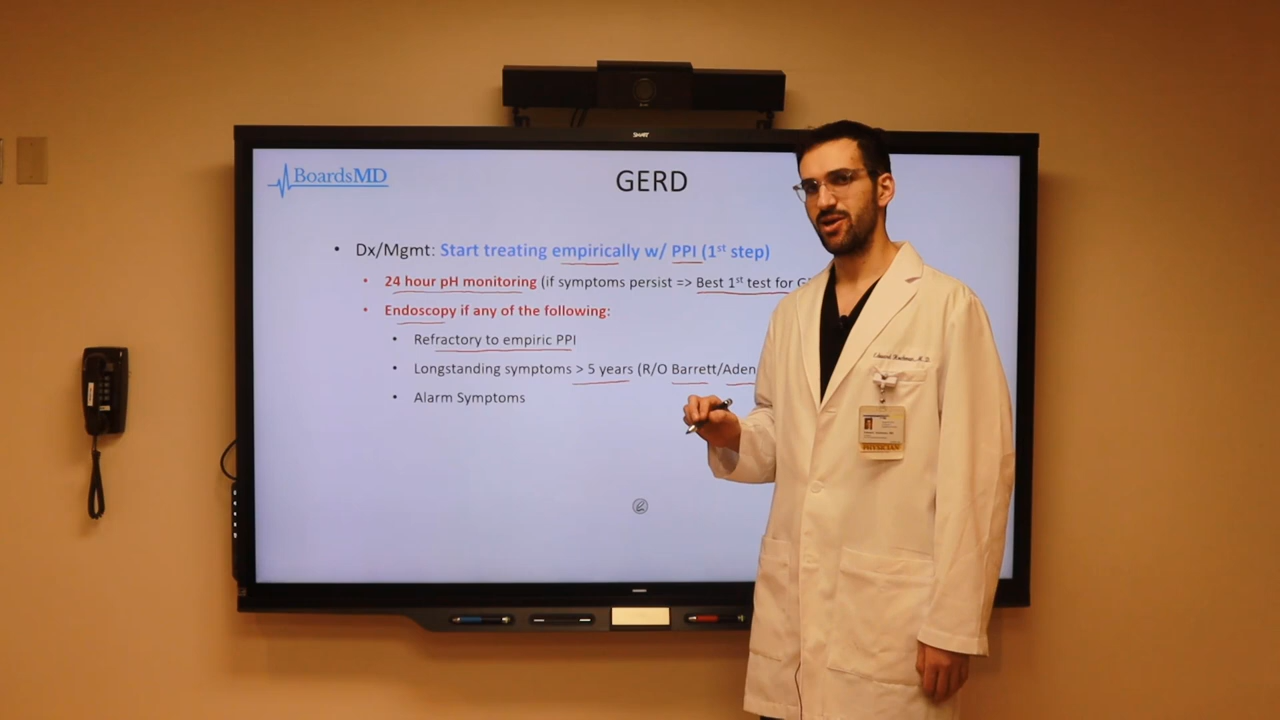 SMART
BoardsMD
GERD
• Dx/Mgmt: Start treating empirically w/ PPI (1st step)
• 24 hour pH monitoring (if symptoms persist => Best 1st test for G
• Endoscopy if any of the following:
• Refractory to empiric PPI
• Longstanding symptoms > 5 years (R/O Barrett/Aden
• Alarm Symptoms
PHYSICIAN